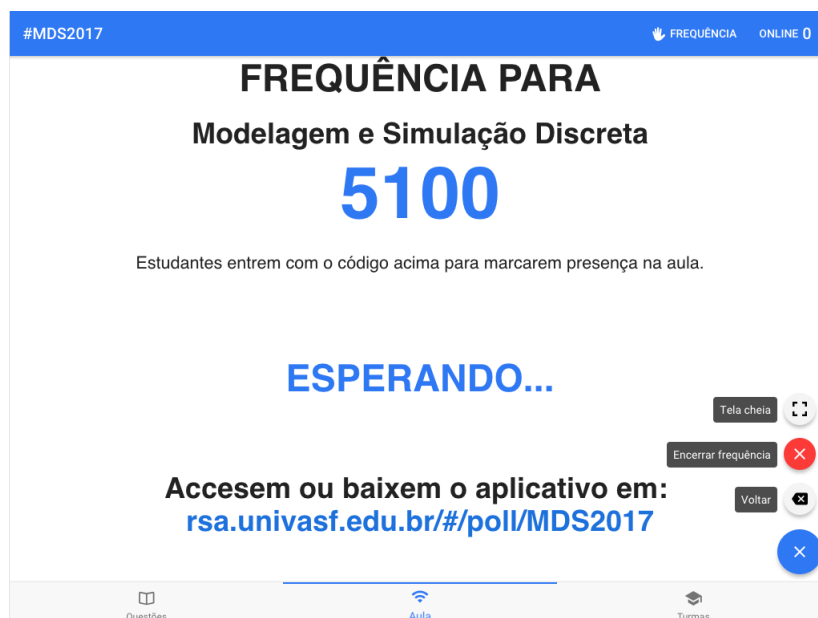 #MDS2017
FREQUÊNCIA
ONLINE 0
FREQUÊNCIA PARA
Modelagem e Simulação Discreta
5100
Estudantes entrem com o código acima para marcarem presença na aula.
ESPERANDO...
Tela cheia
Encerrar frequência
Accesem ou baixem o aplicativo em:
Voltar
rsa.univasf.edu.br/#/poll/MDS2017
Questões
Aula
Turmas